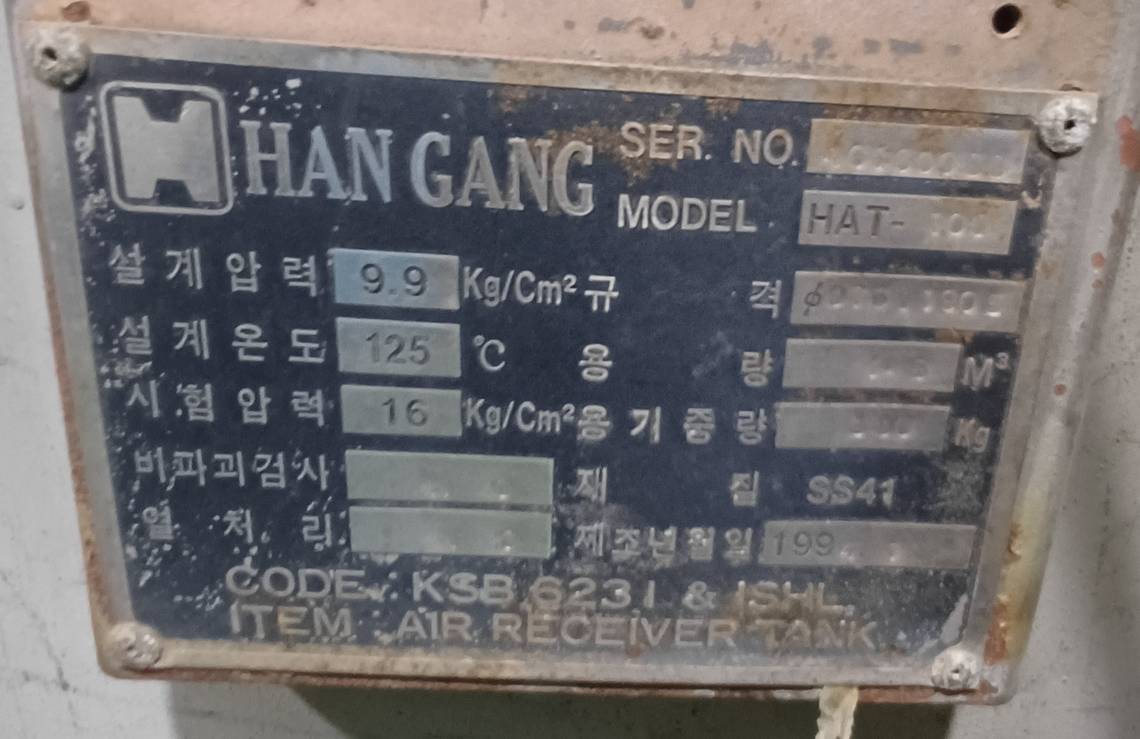 HAN GANG
SER. NO.
MODEL HAT- 100
설계압력 9.9 Kg/Cm²
규격
설계온도 125 ℃
용량 M³
시험압력 16 Kg/Cm²
용기중량 Kg
비파괴검사
재질 SS41
열처리
제조년월일 199
CODE : KSB 6231 & ISHL
ITEM : AIR RECEIVER TANK